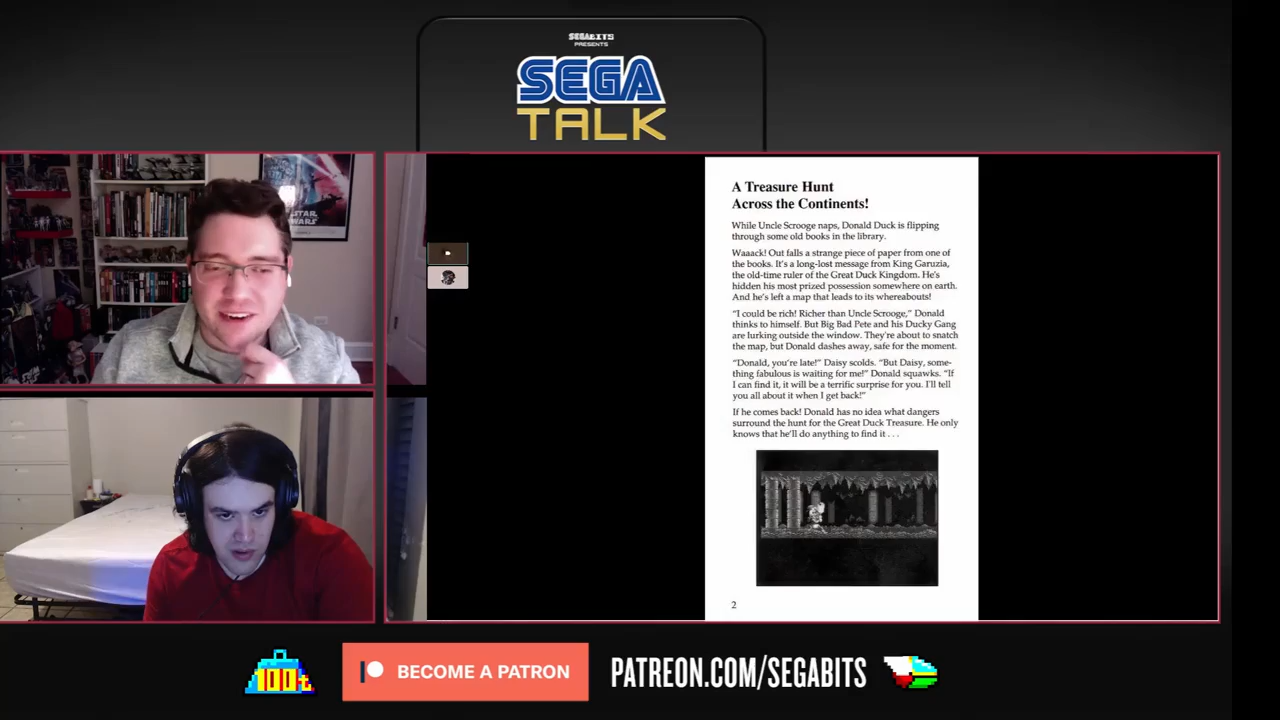 SEGABITS
PRESENTS
SEGA
TALK
STAR
WARS
A Treasure Hunt
Across the Continents!
While Uncle Scrooge naps, Donald Duck is flipping
through some old books in the library.
Waaack! Out falls a strange piece of paper from one of
the books. It's a long-lost message from King Garuzia,
the old-time ruler of the Great Duck Kingdom. He's
hidden his most prized possession somewhere on earth.
And he's left a map that leads to its whereabouts!
"I could be rich! Richer than Uncle Scrooge," Donald
thinks to himself. But Big Bad Pete and his Ducky Gang
are lurking outside the window. They're about to snatch
the map, but Donald dashes away, safe for the moment.
"Donald, you're late!" Daisy scolds. "But Daisy, some-
thing fabulous is waiting for me!" Donald squawks. "If
I can find it, it will be a terrific surprise for you. I'll tell
you all about it when I get back!"
If he comes back! Donald has no idea what dangers
surround the hunt for the Great Duck Treasure. He only
knows that he'll do anything to find it . . .
2
100t
BECOME A PATRON
PATREON.COM/SEGABITS